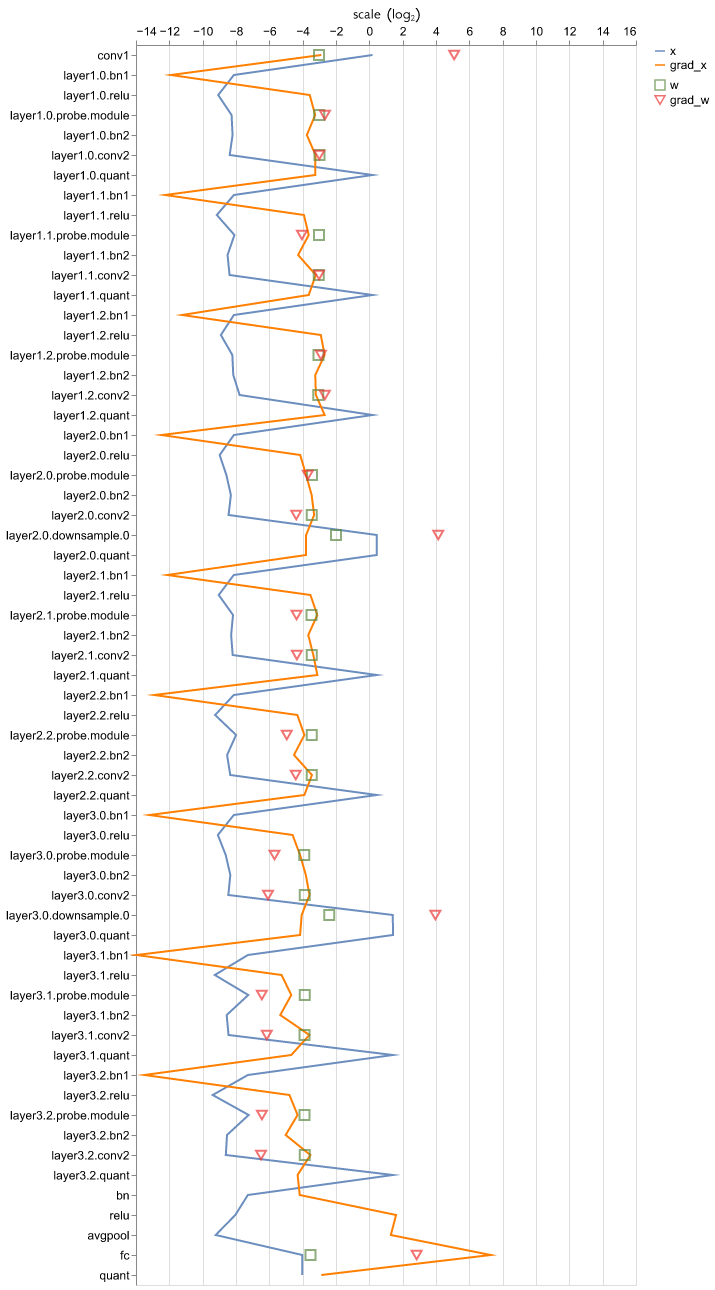 scale (log₂)
−14 −12 −10 −8 −6 −4 −2 0 2 4 6 8 10 12 14 16
x
grad_x
w
grad_w
conv1
layer1.0.bn1
layer1.0.relu
layer1.0.probe.module
layer1.0.bn2
layer1.0.conv2
layer1.0.quant
layer1.1.bn1
layer1.1.relu
layer1.1.probe.module
layer1.1.bn2
layer1.1.conv2
layer1.1.quant
layer1.2.bn1
layer1.2.relu
layer1.2.probe.module
layer1.2.bn2
layer1.2.conv2
layer1.2.quant
layer2.0.bn1
layer2.0.relu
layer2.0.probe.module
layer2.0.bn2
layer2.0.conv2
layer2.0.downsample.0
layer2.0.quant
layer2.1.bn1
layer2.1.relu
layer2.1.probe.module
layer2.1.bn2
layer2.1.conv2
layer2.1.quant
layer2.2.bn1
layer2.2.relu
layer2.2.probe.module
layer2.2.bn2
layer2.2.conv2
layer2.2.quant
layer3.0.bn1
layer3.0.relu
layer3.0.probe.module
layer3.0.bn2
layer3.0.conv2
layer3.0.downsample.0
layer3.0.quant
layer3.1.bn1
layer3.1.relu
layer3.1.probe.module
layer3.1.bn2
layer3.1.conv2
layer3.1.quant
layer3.2.bn1
layer3.2.relu
layer3.2.probe.module
layer3.2.bn2
layer3.2.conv2
layer3.2.quant
bn
relu
avgpool
fc
quant